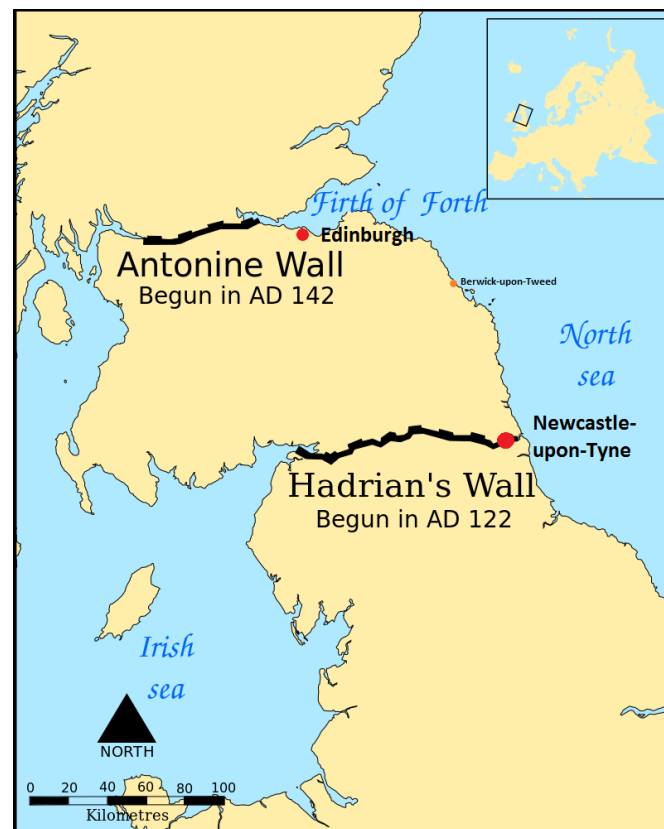 Firth of Forth
Edinburgh
Antonine Wall
Begun in AD 142
Berwick-upon-Tweed
North
sea
Newcastle-
upon-Tyne
Hadrian's Wall
Begun in AD 122
Irish
sea
NORTH
0 20 40 60 80 100
Kilometres